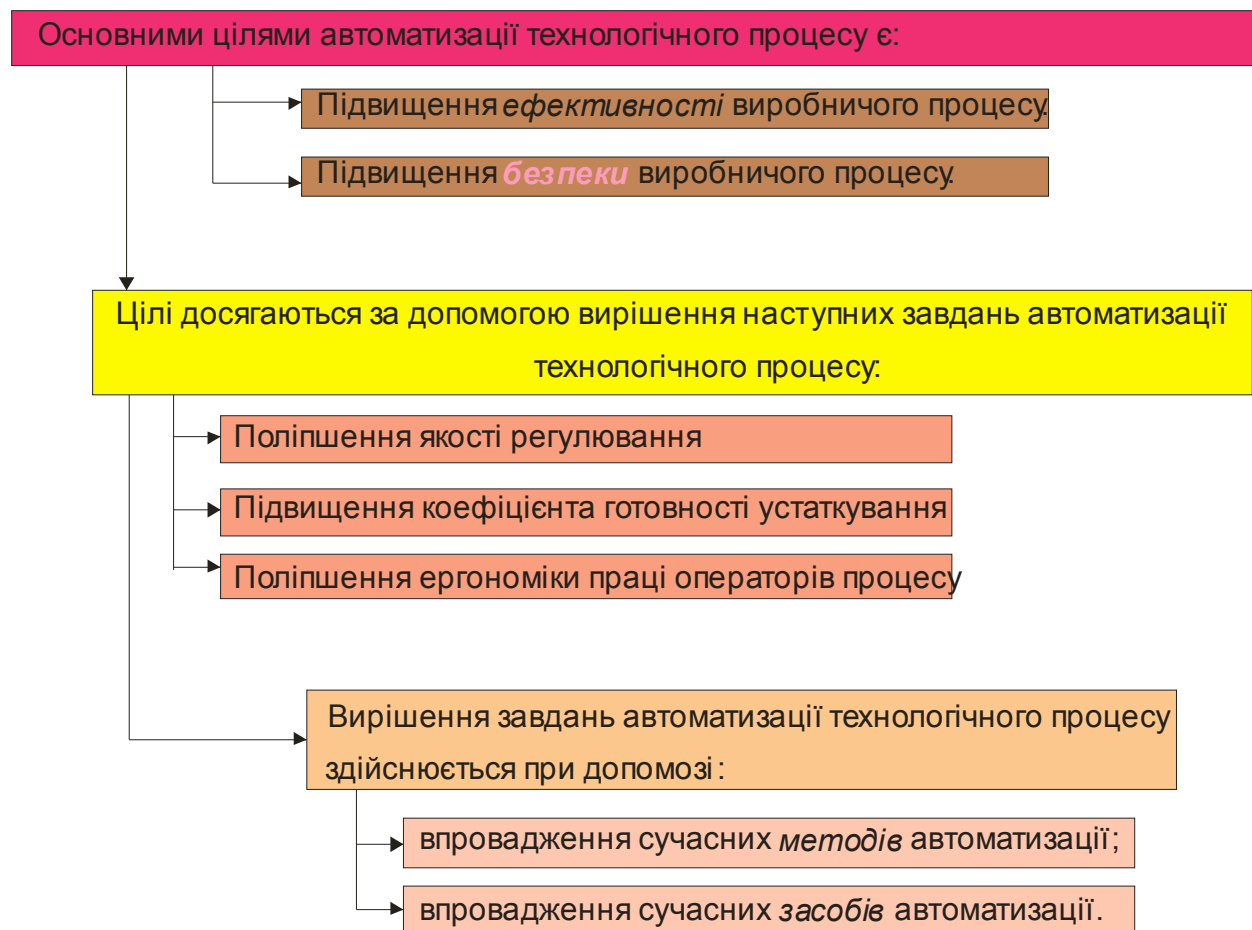 Основними цілями автоматизації технологічного процесу є:
Підвищення ефективності виробничого процесу.
Підвищення безпеки виробничого процесу.
Цілі досягаються за допомогою вирішення наступних завдань автоматизації
технологічного процесу:
Поліпшення якості регулювання
Підвищення коефіцієнта готовності устаткування
Поліпшення ергономіки праці операторів процесу
Вирішення завдань автоматизації технологічного процесу
здійснюється при допомозі:
впровадження сучасних методів автоматизації;
впровадження сучасних засобів автоматизації.